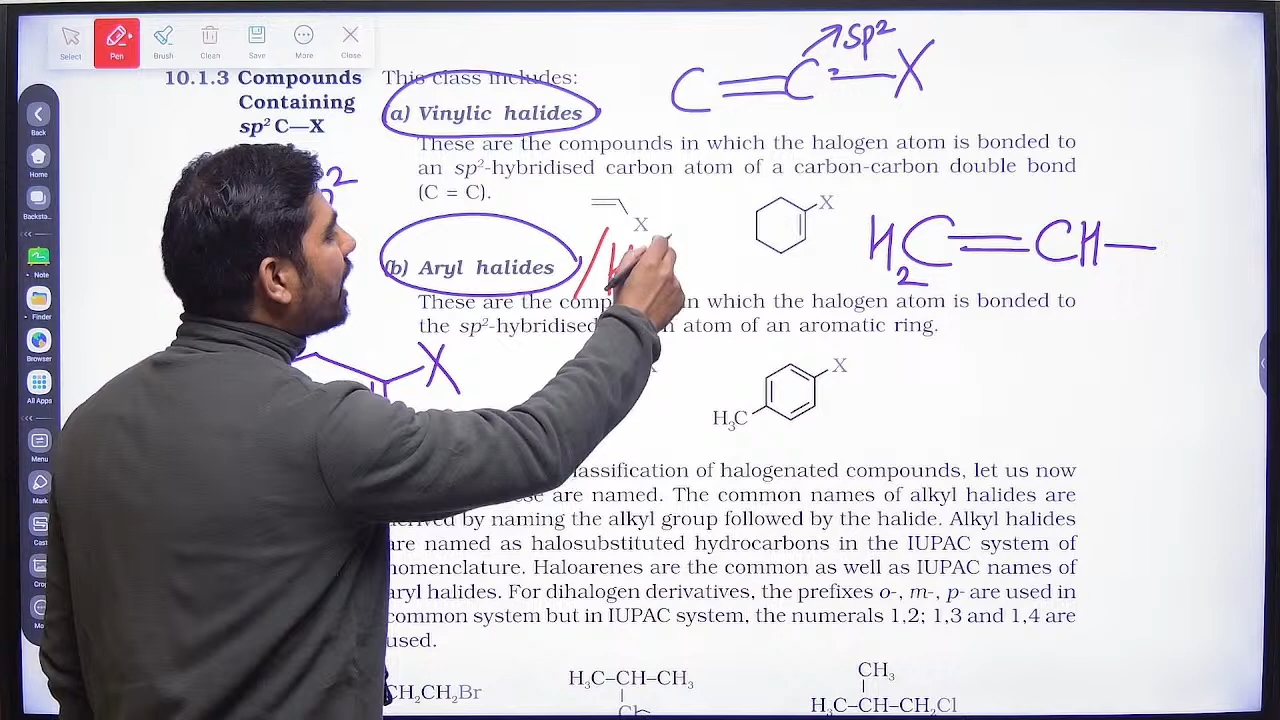 Select Pen Brush Clean Save More Close
10.1.3 Compounds Containing sp² C—X
This class includes:
(a) Vinylic halides
C=C—X
sp²
These are the compounds in which the halogen atom is bonded to
an sp²-hybridised carbon atom of a carbon-carbon double bond
(C = C).
X
X
H₂C=CH—
(b) Aryl halides
These are the in which the halogen atom is bonded to
the sp²-hybridised atom of an aromatic ring.
X
X
H₃C
of halogenated compounds, let us now
are named. The common names of alkyl halides are
by naming the alkyl group followed by the halide. Alkyl halides
are named as halosubstituted hydrocarbons in the IUPAC system of
nomenclature. Haloarenes are the common as well as IUPAC names of
aryl halides. For dihalogen derivatives, the prefixes o-, m-, p- are used in
common system but in IUPAC system, the numerals 1,2; 1,3 and 1,4 are
used.
CH₂CH₂Br
H₃C–CH–CH₃
Cl
CH₃
H₃C–CH–CH₂Cl
Back
Home
Backsta..
Note
Finder
Browser
All Apps
Menu
Mark